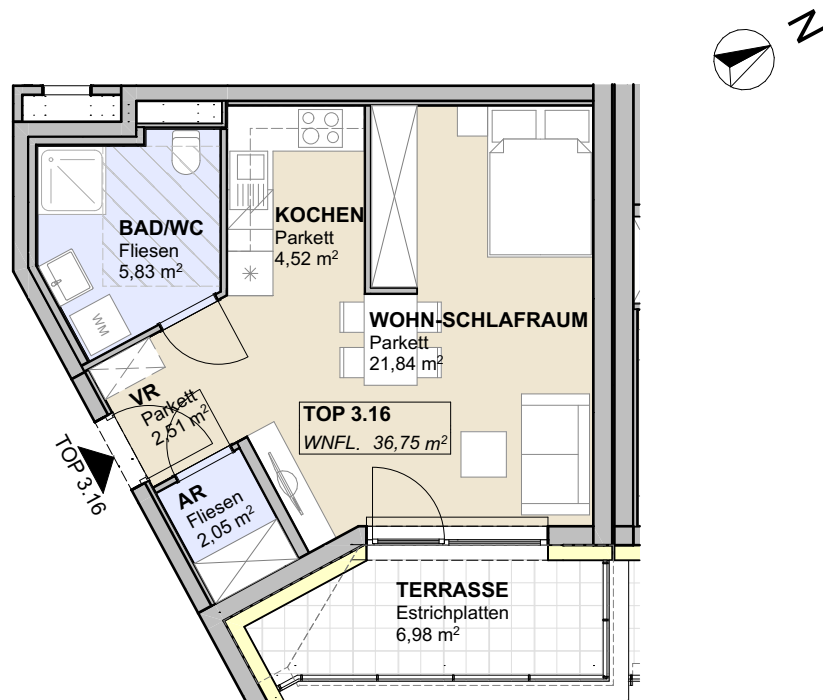 N
BAD/WC
Fliesen
5,83 m²
KOCHEN
Parkett
4,52 m²
WM
WOHN-SCHLAFRAUM
Parkett
21,84 m²
VR
Parkett
2,51 m²
TOP 3.16
WNFL. 36,75 m²
TOP 3.16
AR
Fliesen
2,05 m²
TERRASSE
Estrichplatten
6,98 m²